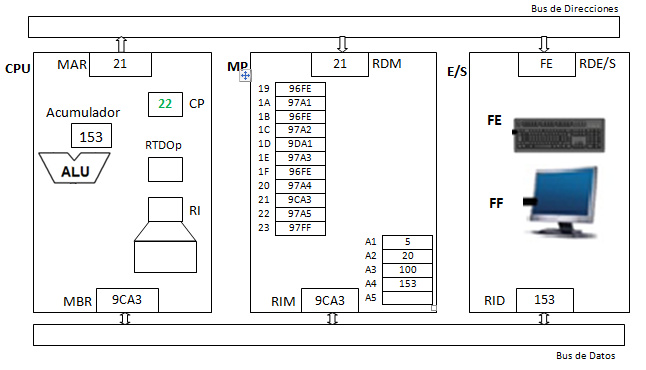 Bus de Direcciones
CPU
MAR
21
MP
21
RDM
E/S
FE
RDE/S
22
CP
Acumulador
153
ALU
RTDOp
RI
19 96FE
1A 97A1
1B 96FE
1C 97A2
1D 9DA1
1E 97A3
1F 96FE
20 97A4
21 9CA3
22 97A5
23 97FF
A1 5
A2 20
A3 100
A4 153
A5
FE
FF
MBR
9CA3
RIM
9CA3
RID
153
Bus de Datos